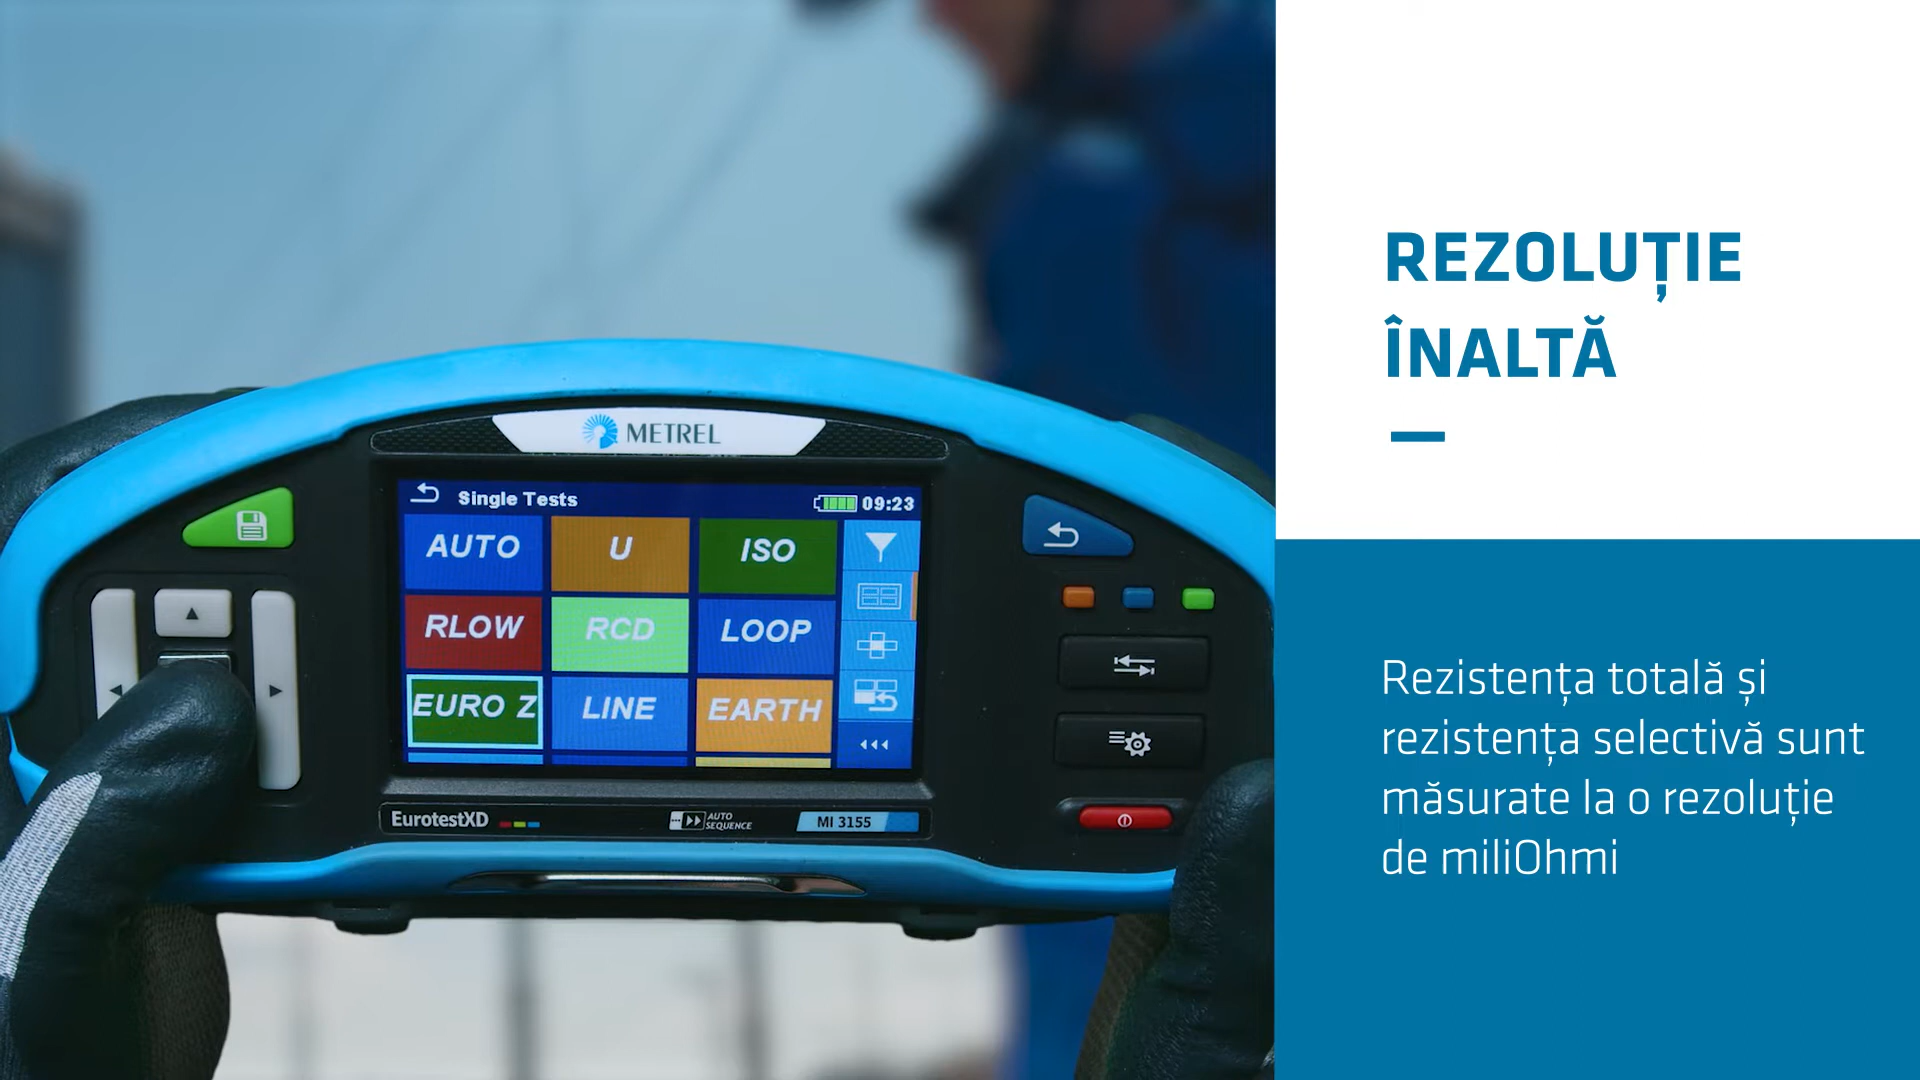 METREL
Single Tests
09:23
AUTO
U
ISO
RLOW
RCD
LOOP
EURO Z
LINE
EARTH
EurotestXD
AUTO
SEQUENCE
MI 3155
REZOLUȚIE
ÎNALTĂ
Rezistența totală și
rezistența selectivă sunt
măsurate la o rezoluție
de miliOhmi